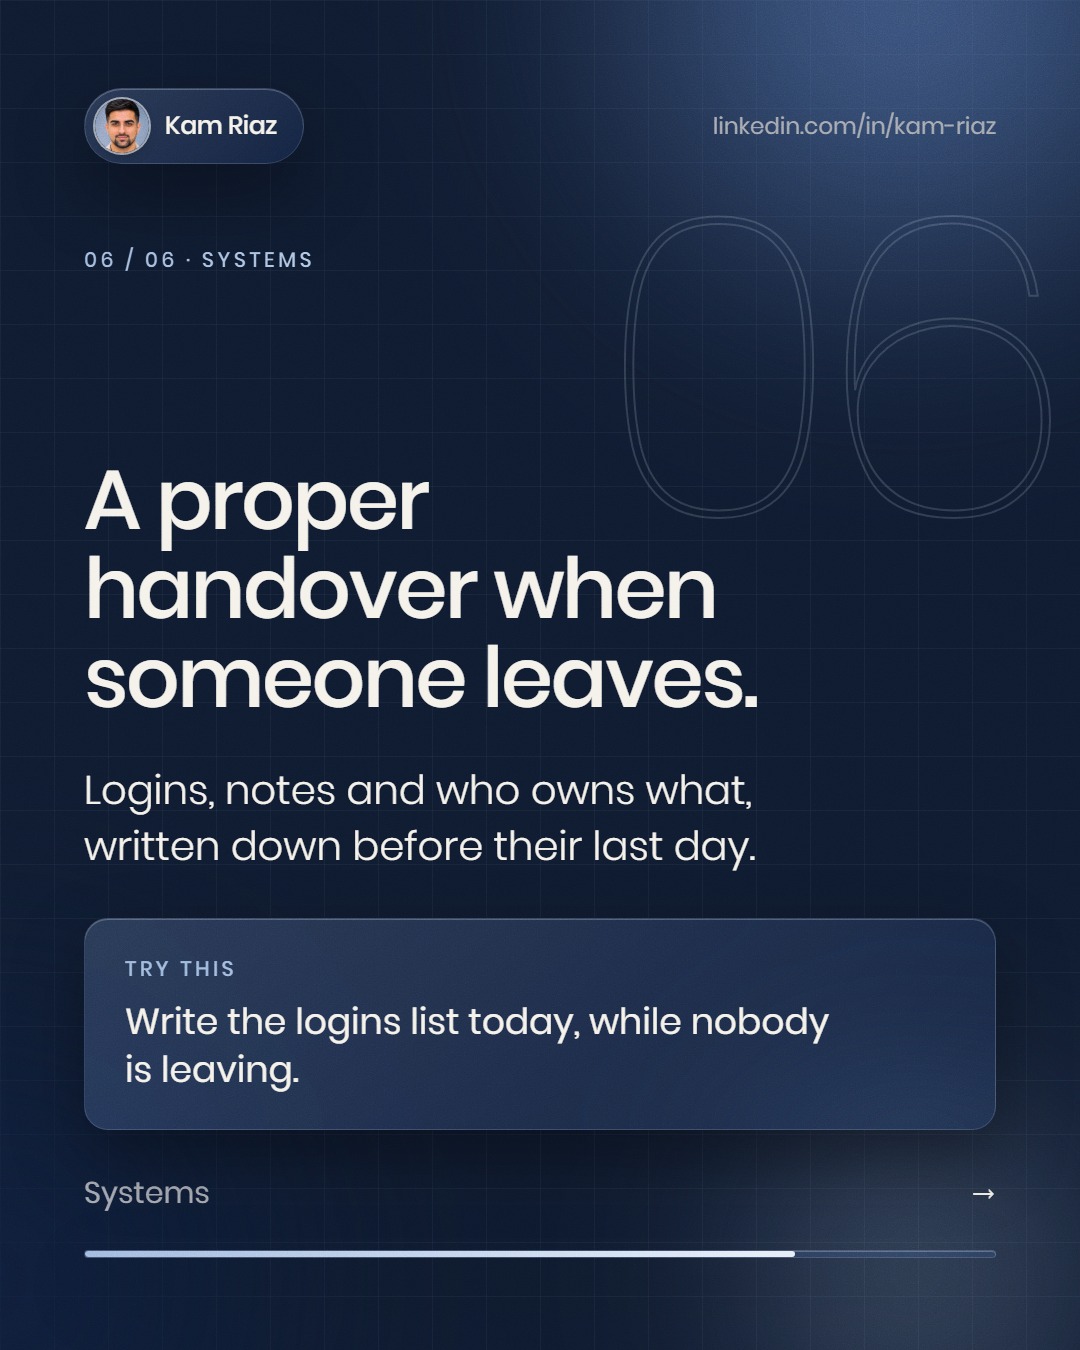 Kam Riaz
linkedin.com/in/kam-riaz
06 / 06 · SYSTEMS
06
A proper
handover when
someone leaves.
Logins, notes and who owns what,
written down before their last day.
TRY THIS
Write the logins list today, while nobody
is leaving.
Systems →